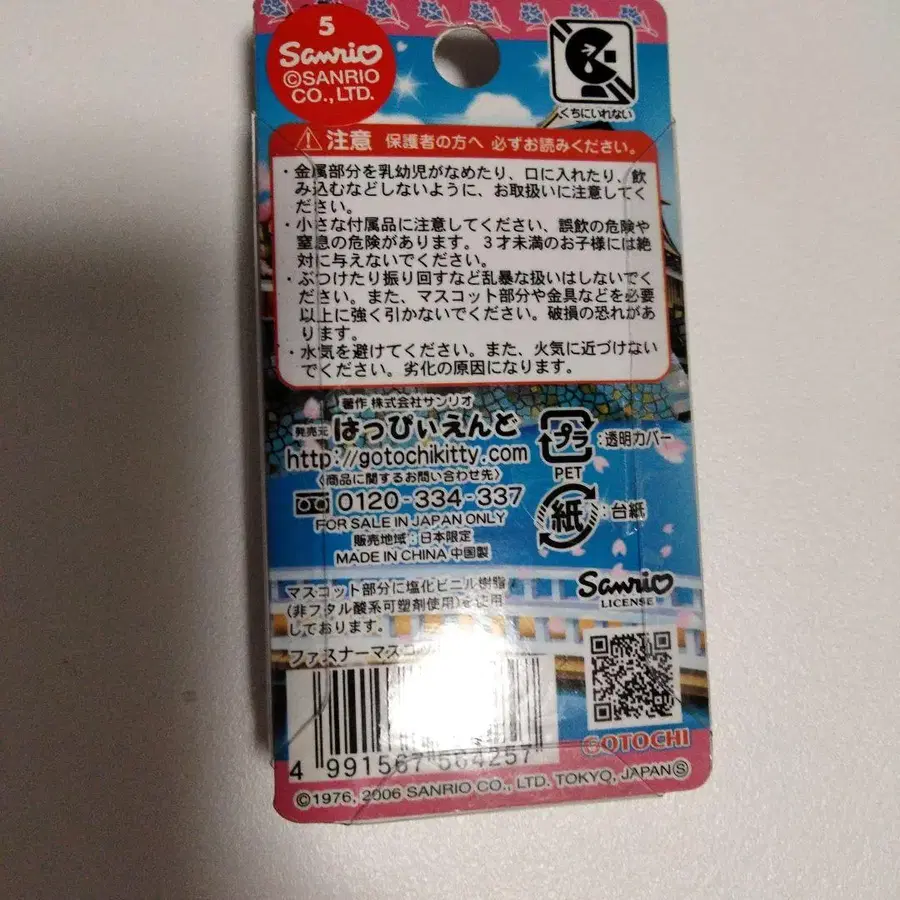 5
Sanrio
©SANRIO
CO., LTD.
くちにいれない
注意 保護者の方へ 必ずお読みください。
・金属部分を乳幼児がなめたり、口に入れたり、飲
み込むなどしないように、お取扱いに注意してく
ださい。
・小さな付属品に注意してください、誤飲の危険や
窒息の危険があります。3才未満のお子様には絶
対に与えないでください。
・ぶつけたり振り回すなど乱暴な扱いはしないでく
ださい。また、マスコット部分や金具などを必要
以上に強く引かないでください。破損の恐れがあ
ります。
・水気を避けてください。また、火気に近づけない
でください。劣化の原因になります。
著作 株式会社サンリオ
発売元 はっぴぃえんど
http://gotochikitty.com
〈商品に関するお問い合わせ先〉
0120-334-337
FOR SALE IN JAPAN ONLY
販売地域:日本限定
MADE IN CHINA 中国製
プラ :透明カバー
PET
紙 :台紙
Sanrio
LICENSE
マスコット部分に塩化ビニル樹脂
(非フタル酸系可塑剤使用)を使用
しております。
ファスナーマスコッ
4 991567 564257
GOTOCHI
©1976, 2006 SANRIO CO., LTD. TOKYO, JAPAN Ⓢ